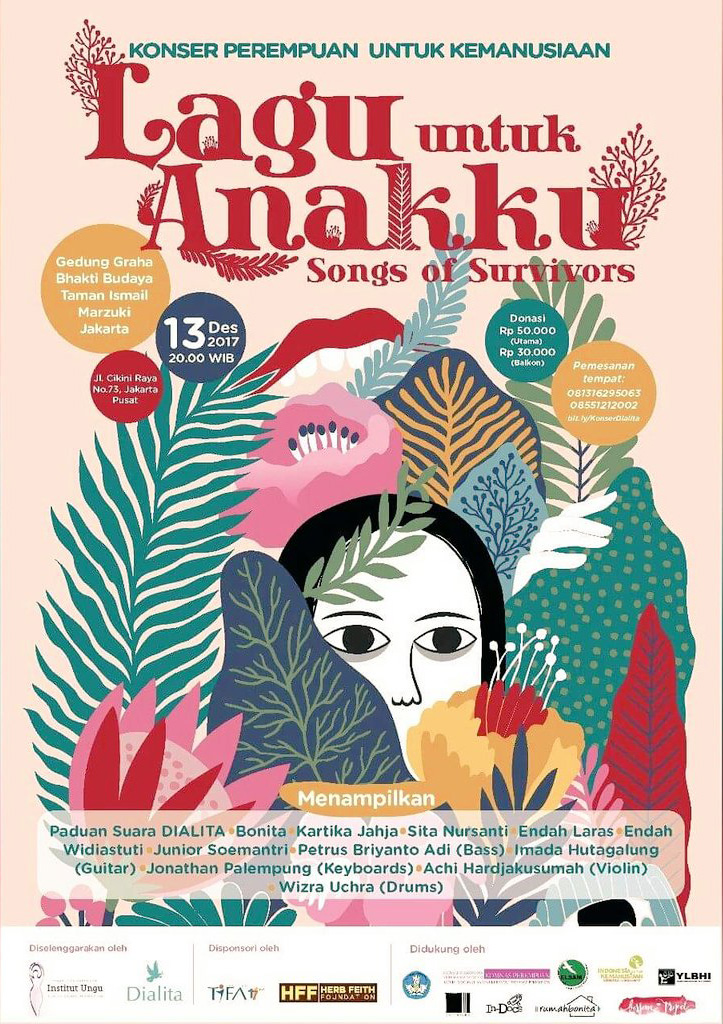 KONSER PEREMPUAN UNTUK KEMANUSIAAN
Lagu untuk
Anakku
Songs of Survivors
Gedung Graha
Bhakti Budaya
Taman Ismail
Marzuki
Jakarta
13 Des
2017
20.00 WIB
Jl. Cikini Raya
No.73, Jakarta
Pusat
Donasi
Rp 50.000
(Utama)
Rp 30.000
(Balkon)
Pemesanan
tempat:
081316295063
08551212002
bit.ly/KonserDialita
Menampilkan
Paduan Suara DIALITA • Bonita • Kartika Jahja • Sita Nursanti • Endah Laras • Endah
Widiastuti • Junior Soemantri • Petrus Briyanto Adi (Bass) • Imada Hutagalung
(Guitar) • Jonathan Palempung (Keyboards) • Achi Hardjakusumah (Violin)
• Wizra Uchra (Drums)
Diselenggarakan oleh
Institut Ungu
Dialita
Disponsori oleh
TiFA
HFF HERB FEITH
FOUNDATION
Didukung oleh
KOMNAS PEREMPUAN
ELSAM
INDONESIA
KEMANUSIAAN
YLBHI
In-Docs
rumahbonita